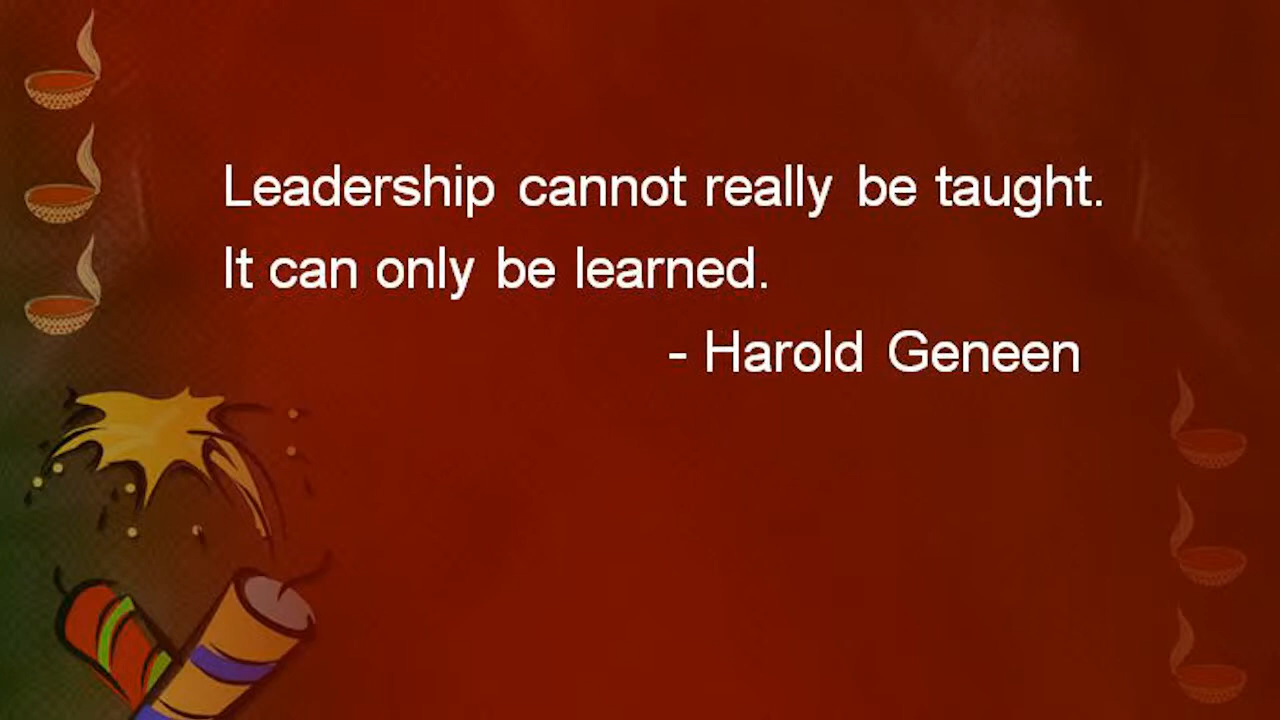 Leadership cannot really be taught.
It can only be learned.
- Harold Geneen